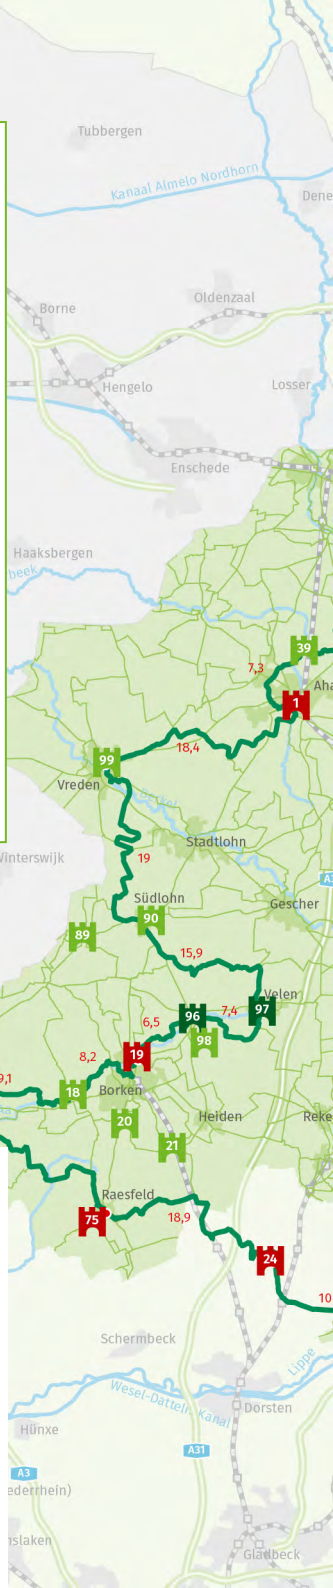 Tubbergen
Kanaal Almelo Nordhorn
Dene
Oldenzaal
Borne
Hengelo
Losser
Enschede
Haaksbergen
beek
39
7,3
Aha
1
18,4
99
Vreden
Stadtlohn
19
interswijk
A3
Südlohn
Gescher
90
89
15,9
Velen
97
7,4
96
6,5
98
19
8,2
9,1
18
Borken
20
Heiden
Reke
21
Raesfeld
75
18,9
24
10
Schermbeck
Lippe
Wesel-Datteln Kanal
Dorsten
Hünxe
A31
A3
ederrhein)
slaken
Gladbeck